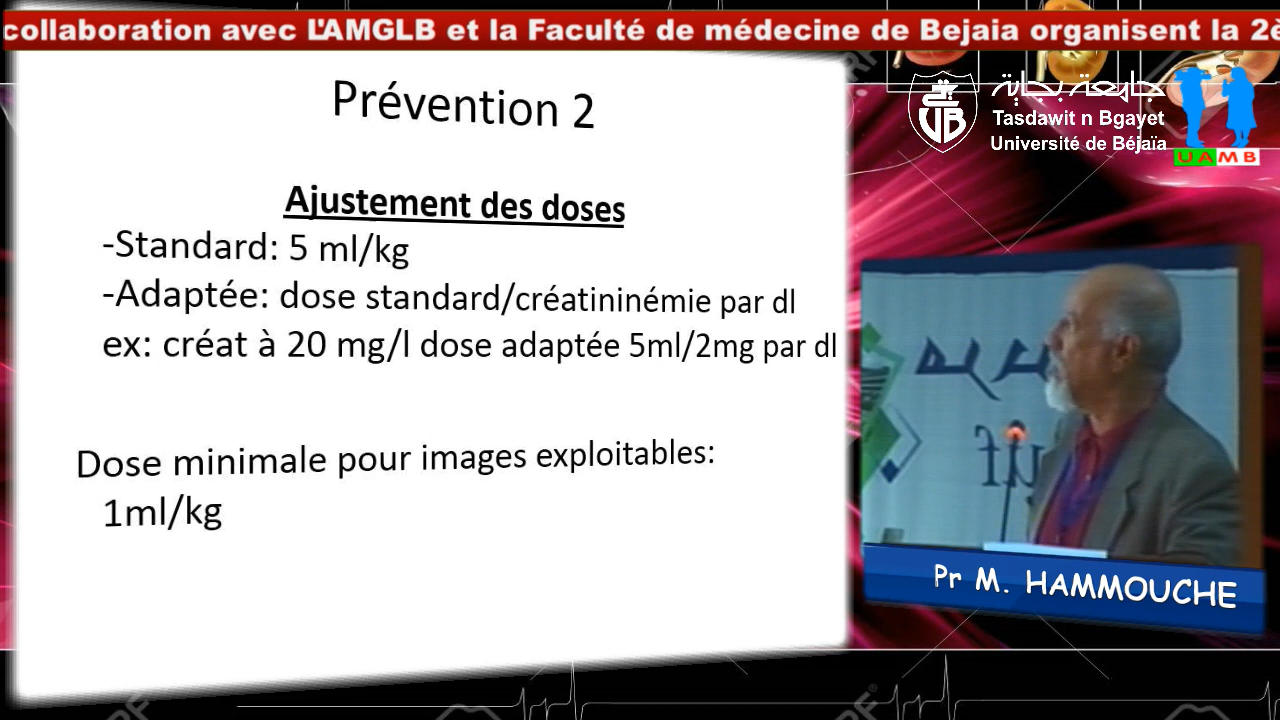 collaboration avec L'AMGLB et la Faculté de médecine de Bejaia organisent la 2è
جامعة بجاية
Tasdawit n Bgayet
Université de Béjaïa
UAMB
Prévention 2
Ajustement des doses
-Standard: 5 ml/kg
-Adaptée: dose standard/créatininémie par dl
ex: créat à 20 mg/l dose adaptée 5ml/2mg par dl
Dose minimale pour images exploitables:
1ml/kg
Pr M. HAMMOUCHE